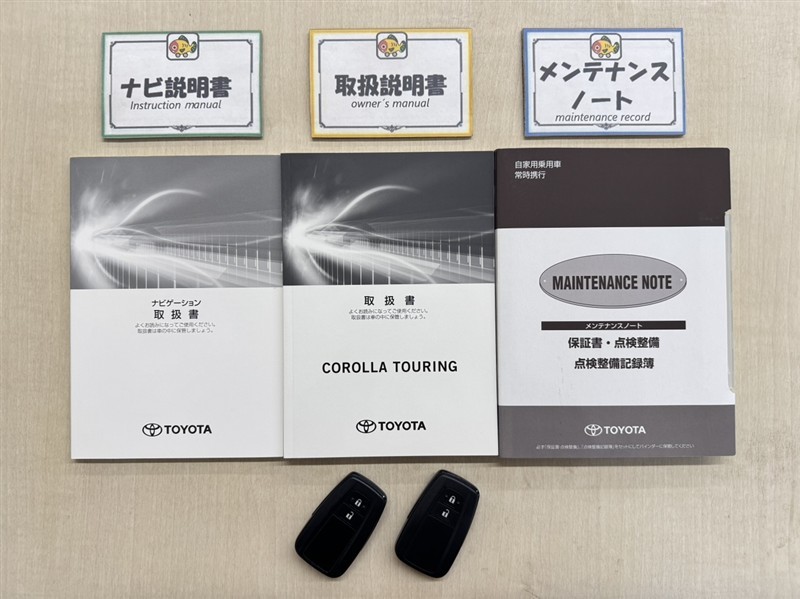 ナビ説明書
Instruction manual
取扱説明書
owner's manual
メンテナンス
ノート
maintenance record
ナビゲーション
取扱書
よくお読みになってご使用ください。
取扱書は車の中に保管しましょう。
TOYOTA
取扱書
よくお読みになってご使用ください。
取扱書は車の中に保管しましょう。
COROLLA TOURING
TOYOTA
自家用乗用車
常時携行
MAINTENANCE NOTE
メンテナンスノート
保証書・点検整備
点検整備記録簿
TOYOTA